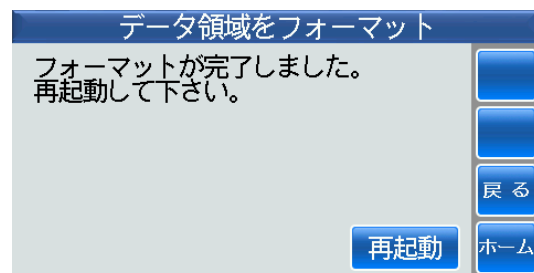 データ領域をフォーマット
フォーマットが完了しました。
再起動して下さい。
戻る
再起動
ホーム